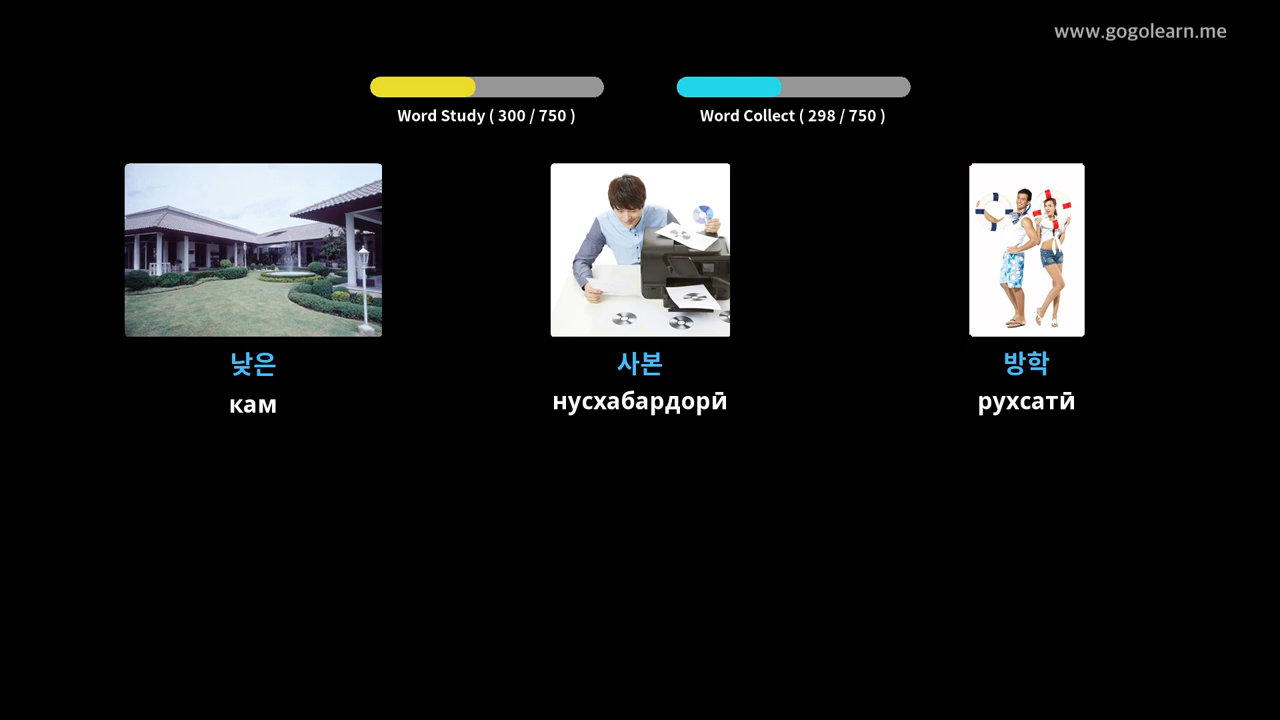 www.gogolearn.me
Word Study ( 300 / 750 )
Word Collect ( 298 / 750 )
낮은
사본
방학
кам
нусхабардорӣ
рухсатӣ